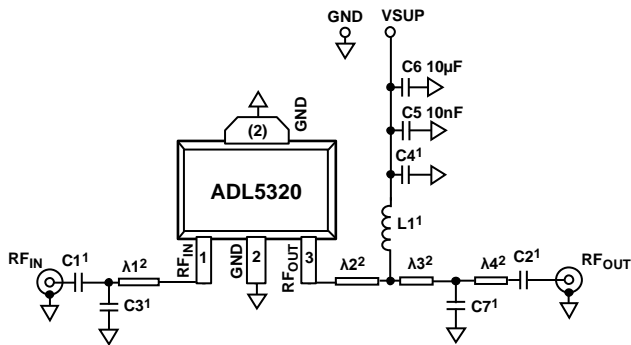 GND VSUP
C6 10µF
C5 10nF
C4¹
L1¹
(2)
GND
ADL5320
RF_IN
1
GND
2
RF_OUT
3
RF_IN
C1¹
λ1²
C3¹
λ2²
λ3²
λ4²
C2¹
RF_OUT
C7¹